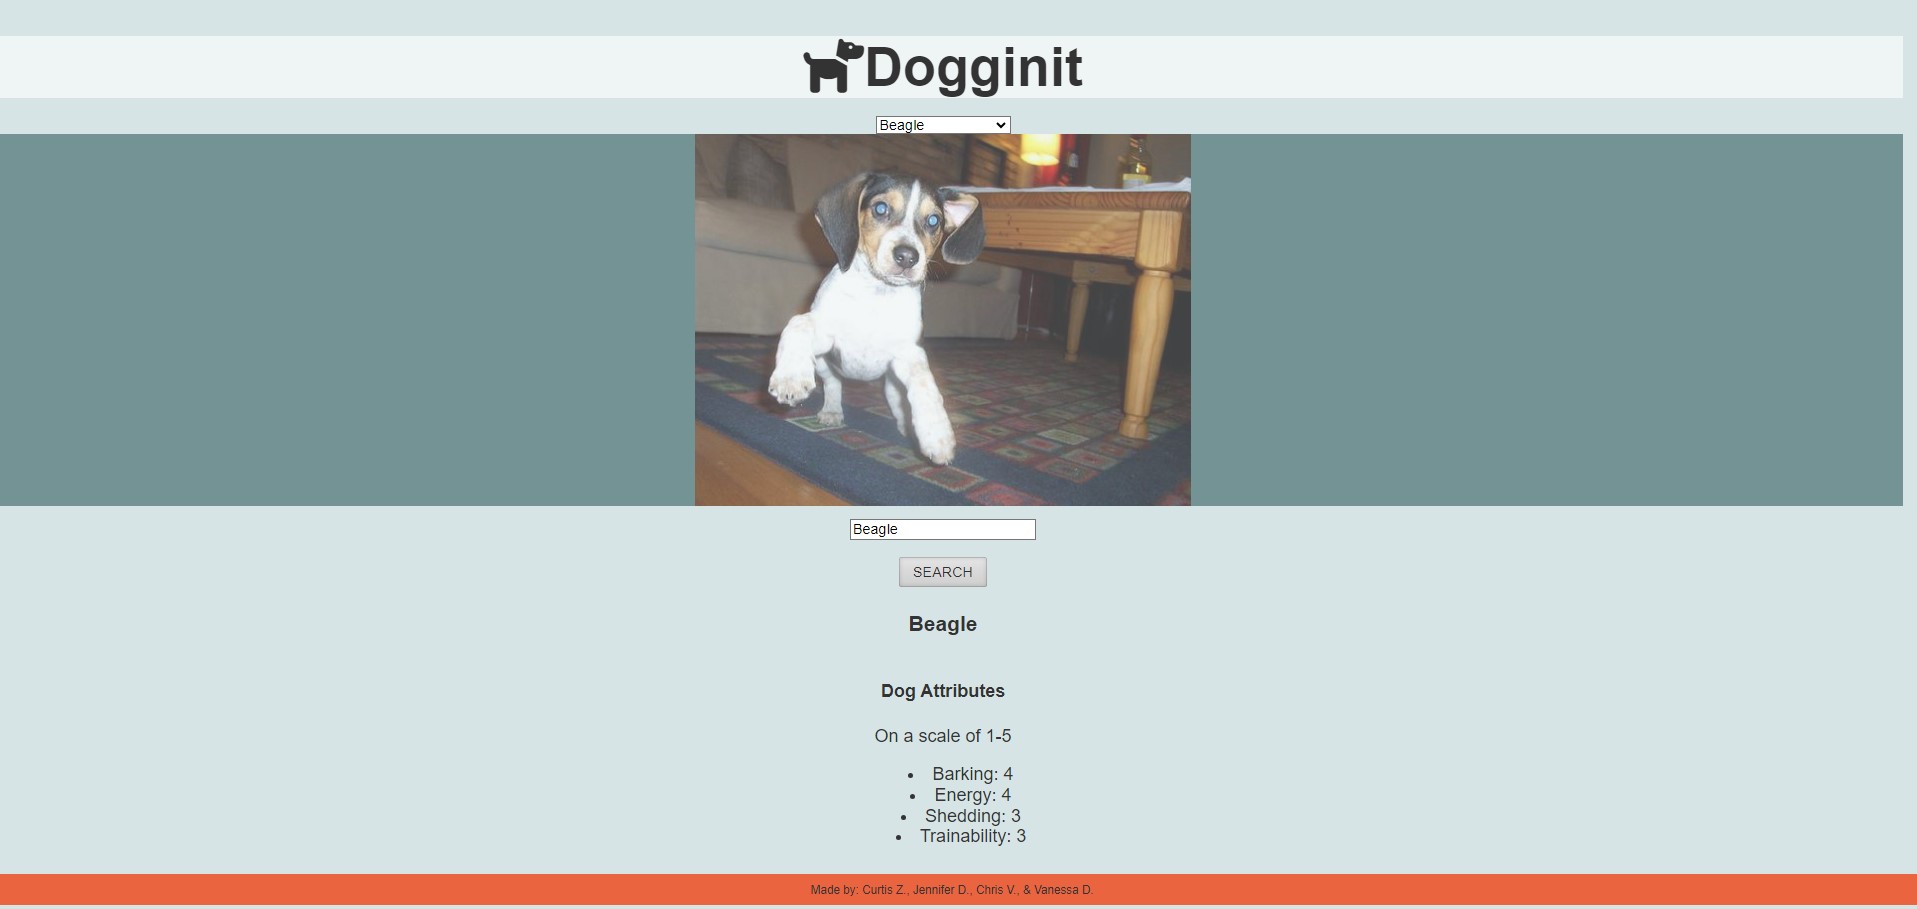 Dogginit
Beagle
Beagle
SEARCH
Beagle
Dog Attributes
On a scale of 1-5
Barking: 4
Energy: 4
Shedding: 3
Trainability: 3
Made by: Curtis Z., Jennifer D., Chris V., & Vanessa D.